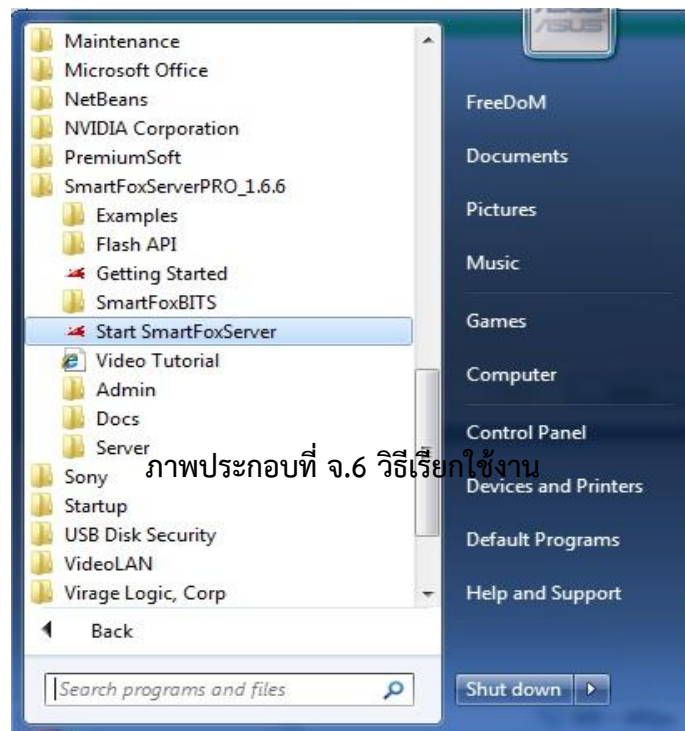 ASUS
Maintenance
Microsoft Office
NetBeans
NVIDIA Corporation
PremiumSoft
SmartFoxServerPRO_1.6.6
Examples
Flash API
Getting Started
SmartFoxBITS
Start SmartFoxServer
Video Tutorial
Admin
Docs
Server
ภาพประกอบที่ จ.6 วิธีเรียกใช้งาน
Sony
Startup
USB Disk Security
VideoLAN
Virage Logic, Corp
Back
Search programs and files
FreeDoM
Documents
Pictures
Music
Games
Computer
Control Panel
Devices and Printers
Default Programs
Help and Support
Shut down